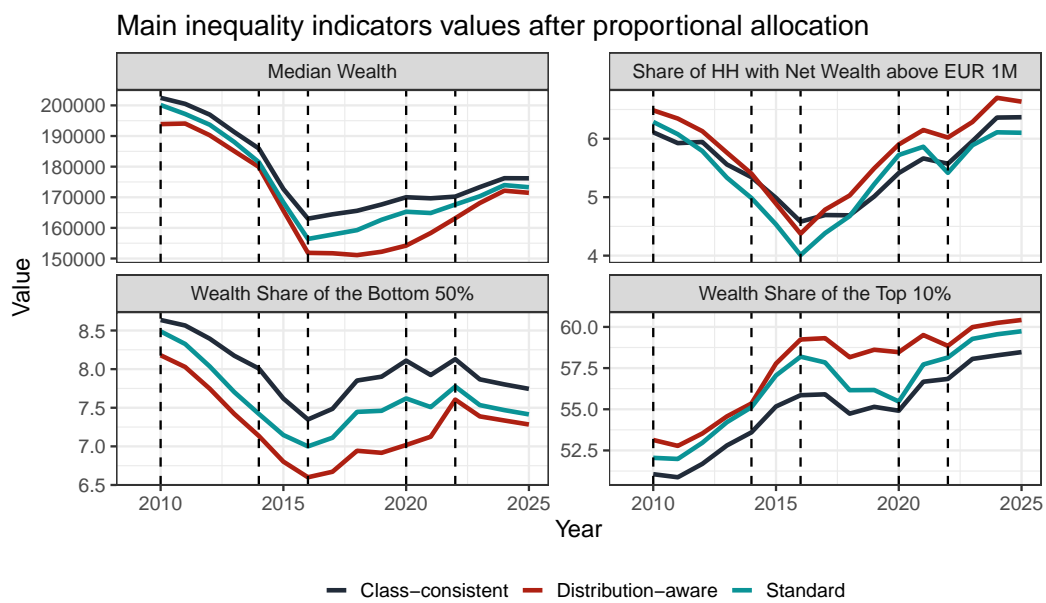 Main inequality indicators values after proportional allocation
Median Wealth
Share of HH with Net Wealth above EUR 1M
200000
190000
180000
170000
160000
150000
6
5
4
Wealth Share of the Bottom 50%
Wealth Share of the Top 10%
8.5
8.0
7.5
7.0
6.5
60.0
57.5
55.0
52.5
2010 2015 2020 2025
2010 2015 2020 2025
Value
Year
Class−consistent Distribution−aware Standard